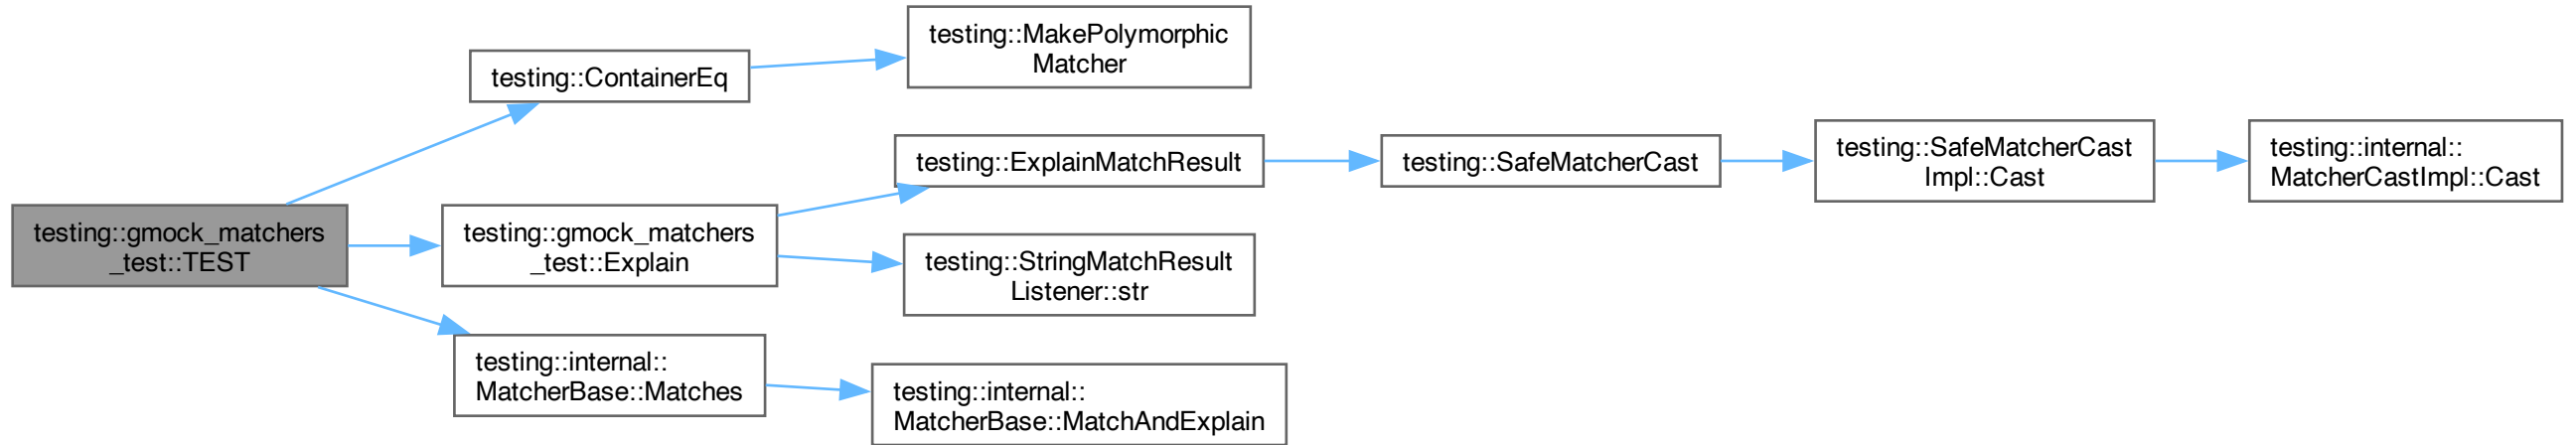 testing::MakePolymorphic
Matcher
testing::ContainerEq
testing::ExplainMatchResult
testing::SafeMatcherCast
testing::SafeMatcherCast
Impl::Cast
testing::internal::
MatcherCastImpl::Cast
testing::gmock_matchers
_test::TEST
testing::gmock_matchers
_test::Explain
testing::StringMatchResult
Listener::str
testing::internal::
MatcherBase::Matches
testing::internal::
MatcherBase::MatchAndExplain